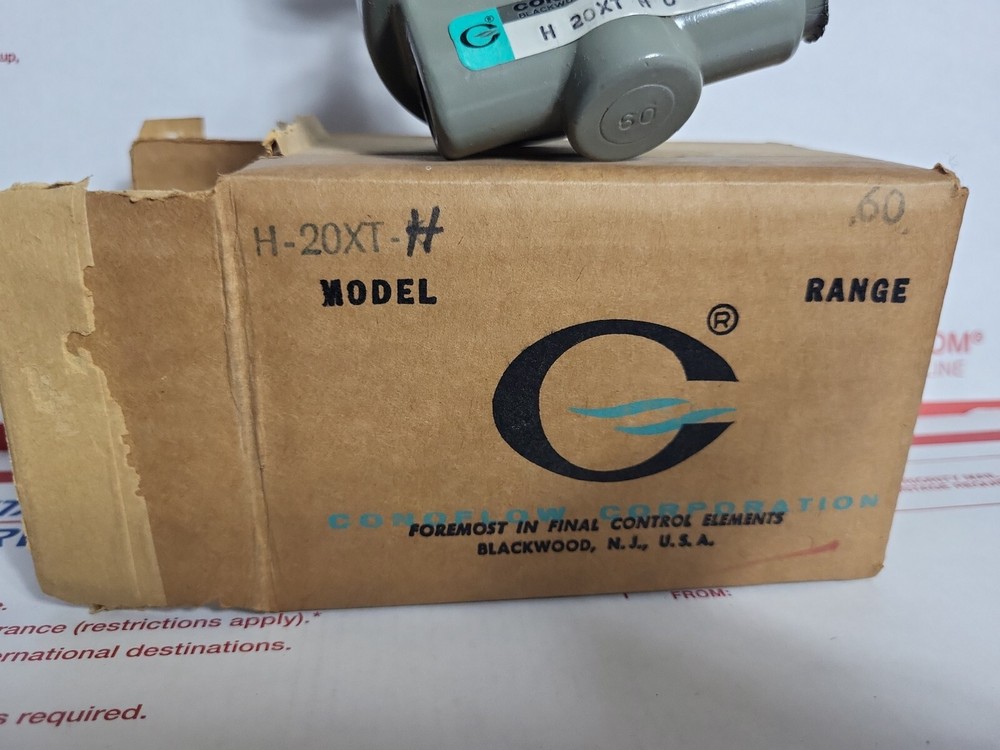 up,
H 20XT H
60
H-20XT-H
60
MODEL
RANGE
®
CONOFLOW CORPORATION
FOREMOST IN FINAL CONTROL ELEMENTS
BLACKWOOD, N.J., U.S.A.
FROM:
rance (restrictions apply).*
ernational destinations.
s required.